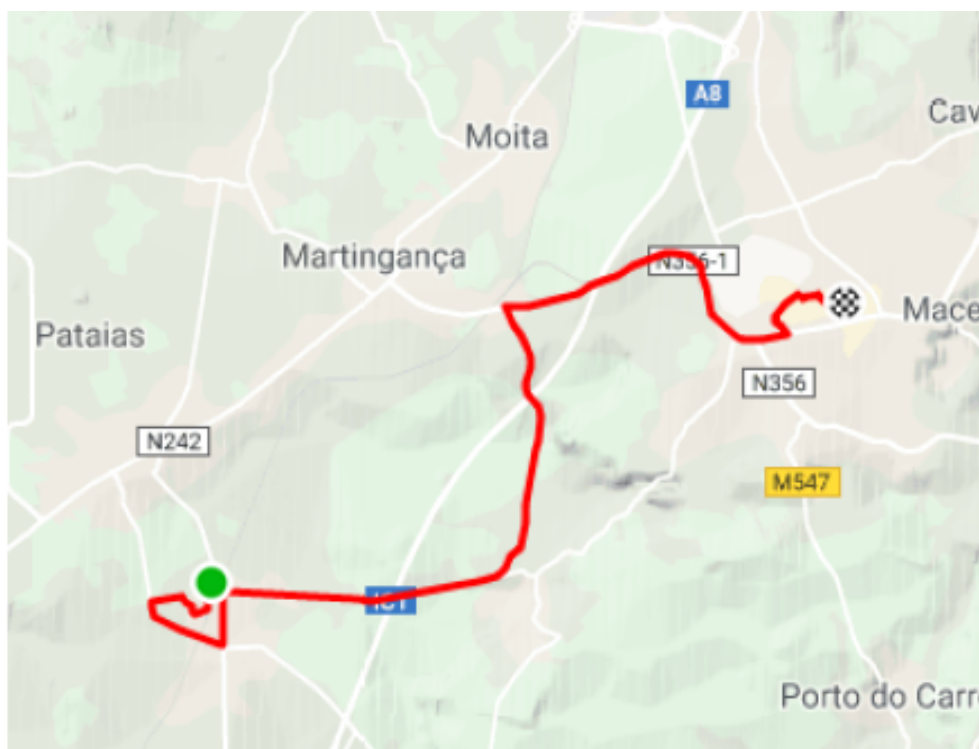 A8
Cav
Moita
N356-1
Martingança
Mace
Pataias
N356
N242
M547
IC1
Porto do Carr